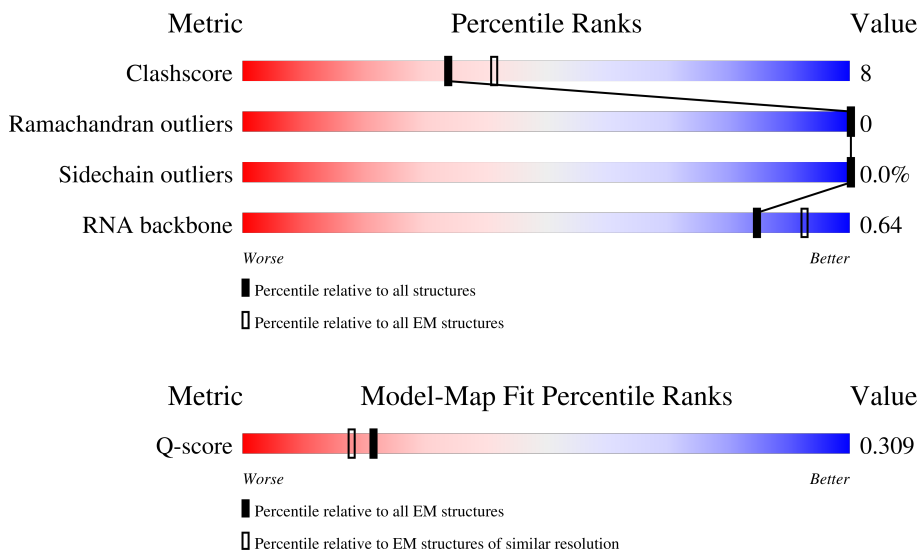 Metric Percentile Ranks Value
Clashscore 8
Ramachandran outliers 0
Sidechain outliers 0.0%
RNA backbone 0.64
Worse Better
Percentile relative to all structures
Percentile relative to all EM structures
Metric Model-Map Fit Percentile Ranks Value
Q-score 0.309
Worse Better
Percentile relative to all EM structures
Percentile relative to EM structures of similar resolution